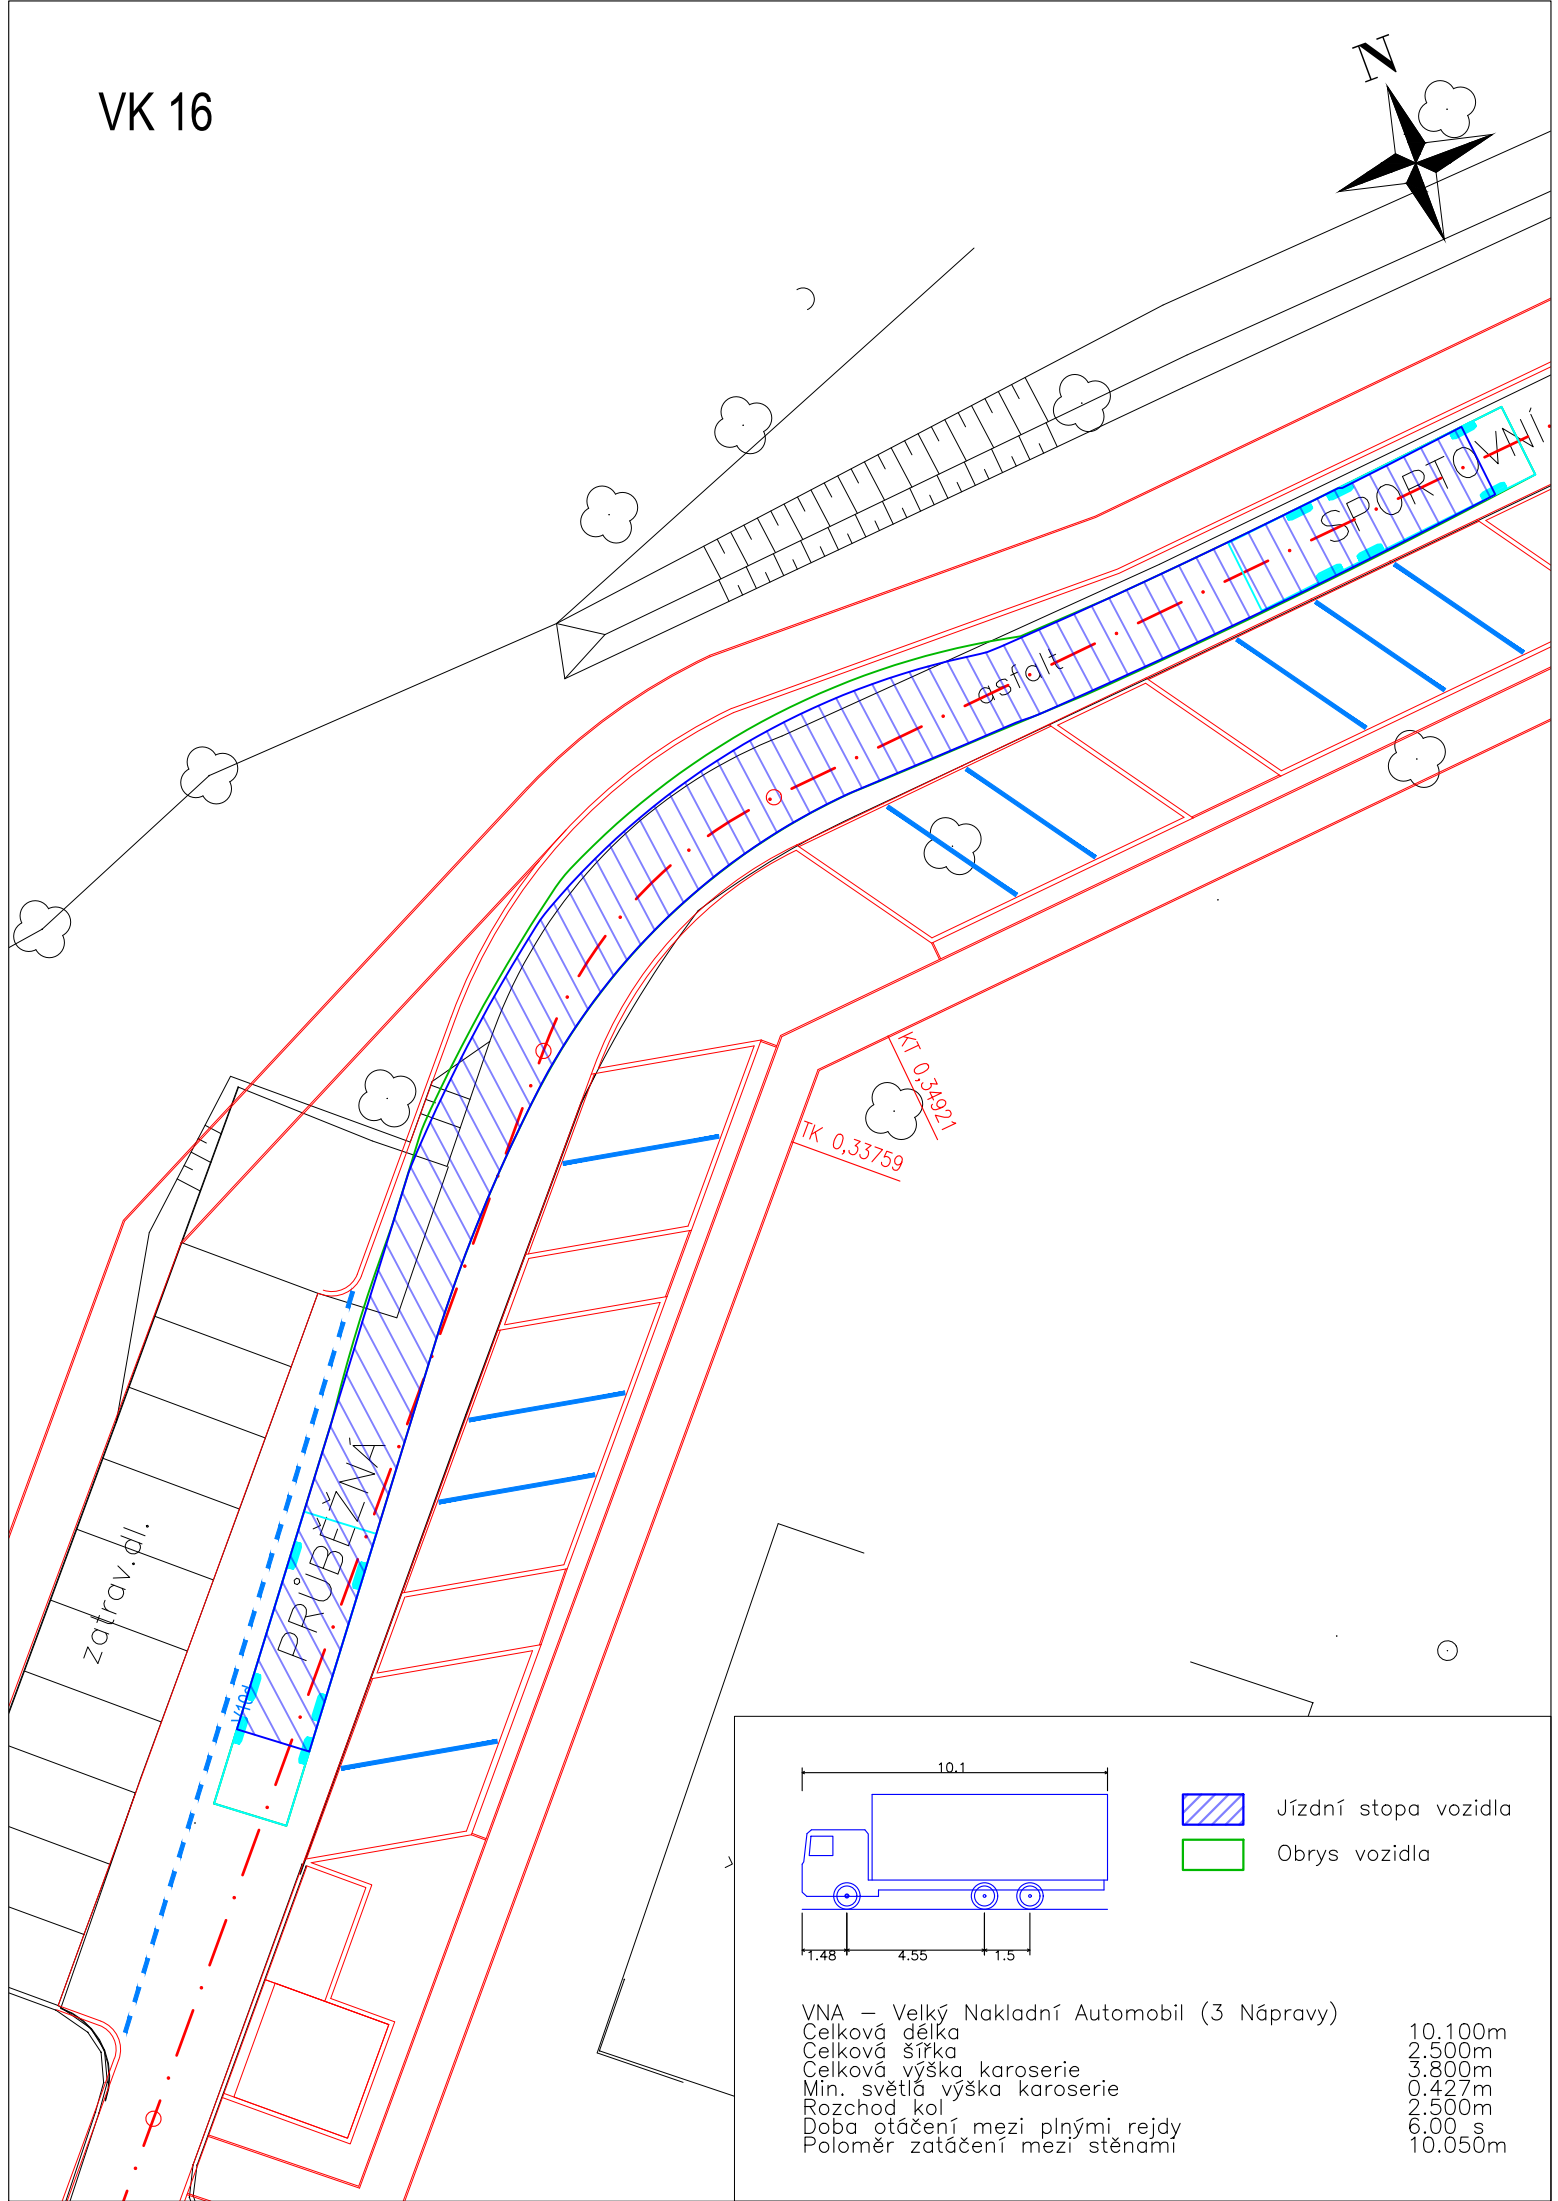 VK 16
N
SPORTOVNÍ
asfalt
KT 0,34921
TK 0,33759
PRŮBĚŽNÁ
zatrav.dl.
V10d
10.1
1.48
4.55
1.5
Jízdní stopa vozidla
Obrys vozidla
VNA – Velký Nakladní Automobil (3 Nápravy)
Celková délka 10.100m
Celková šířka 2.500m
Celková výška karoserie 3.800m
Min. světlá výška karoserie 0.427m
Rozchod kol 2.500m
Doba otáčení mezi plnými rejdy 6.00 s
Poloměr zatáčení mezi stěnami 10.050m